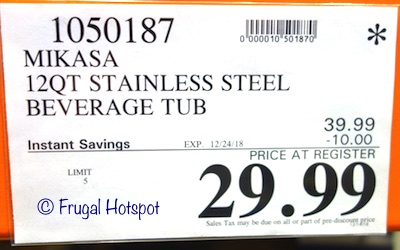 1050187
0000010501870
*
MIKASA
12QT STAINLESS STEEL
BEVERAGE TUB
39.99
Instant Savings EXP. 12/24/18 -10.00
PRICE AT REGISTER
LIMIT
5
29.99
© Frugal Hotspot
Sales Tax may be due on all or part of pre-discount price